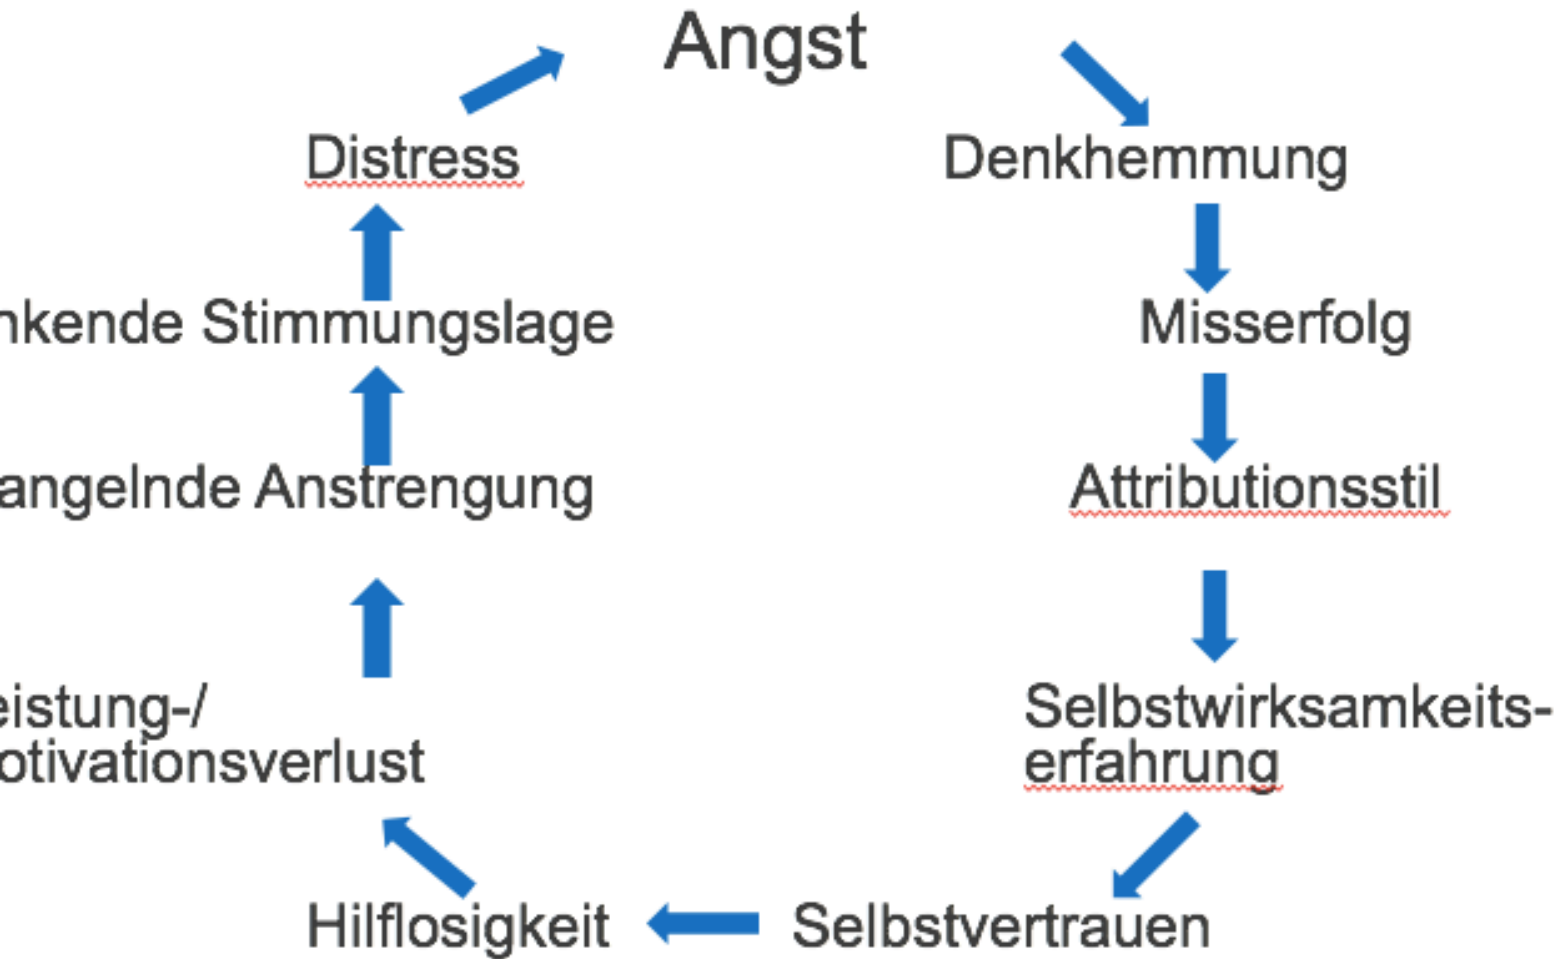 Angst
Distress
Denkhemmung
nkende Stimmungslage
Misserfolg
angelnde Anstrengung
Attributionsstil
eistung-/
otivationsverlust
Selbstwirksamkeits-
erfahrung
Hilflosigkeit
Selbstvertrauen